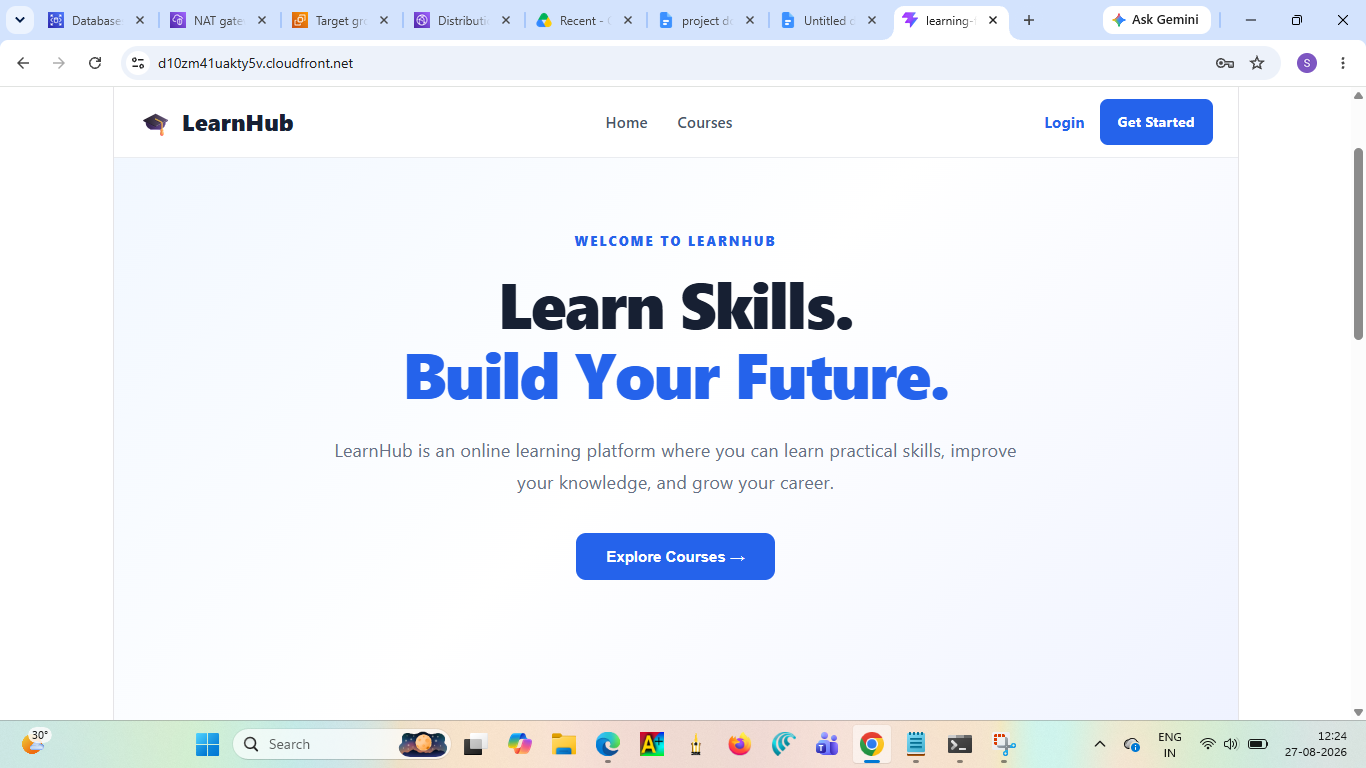 Database
NAT gate
Target gr
Distributi
Recent -
project d
Untitled d
learning-
Ask Gemini
d10zm41uakty5v.cloudfront.net
S
LearnHub
Home
Courses
Login
Get Started
WELCOME TO LEARNHUB
Learn Skills.
Build Your Future.
LearnHub is an online learning platform where you can learn practical skills, improve
your knowledge, and grow your career.
Explore Courses →
30°
Search
ENG
IN
12:24
27-08-2026